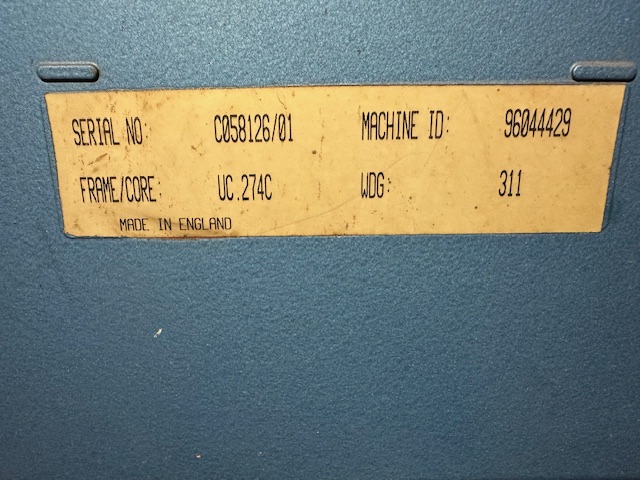 SERIAL NO: C058126/01 MACHINE ID: 96044429
FRAME/CORE: UC.274C WDG: 311
MADE IN ENGLAND